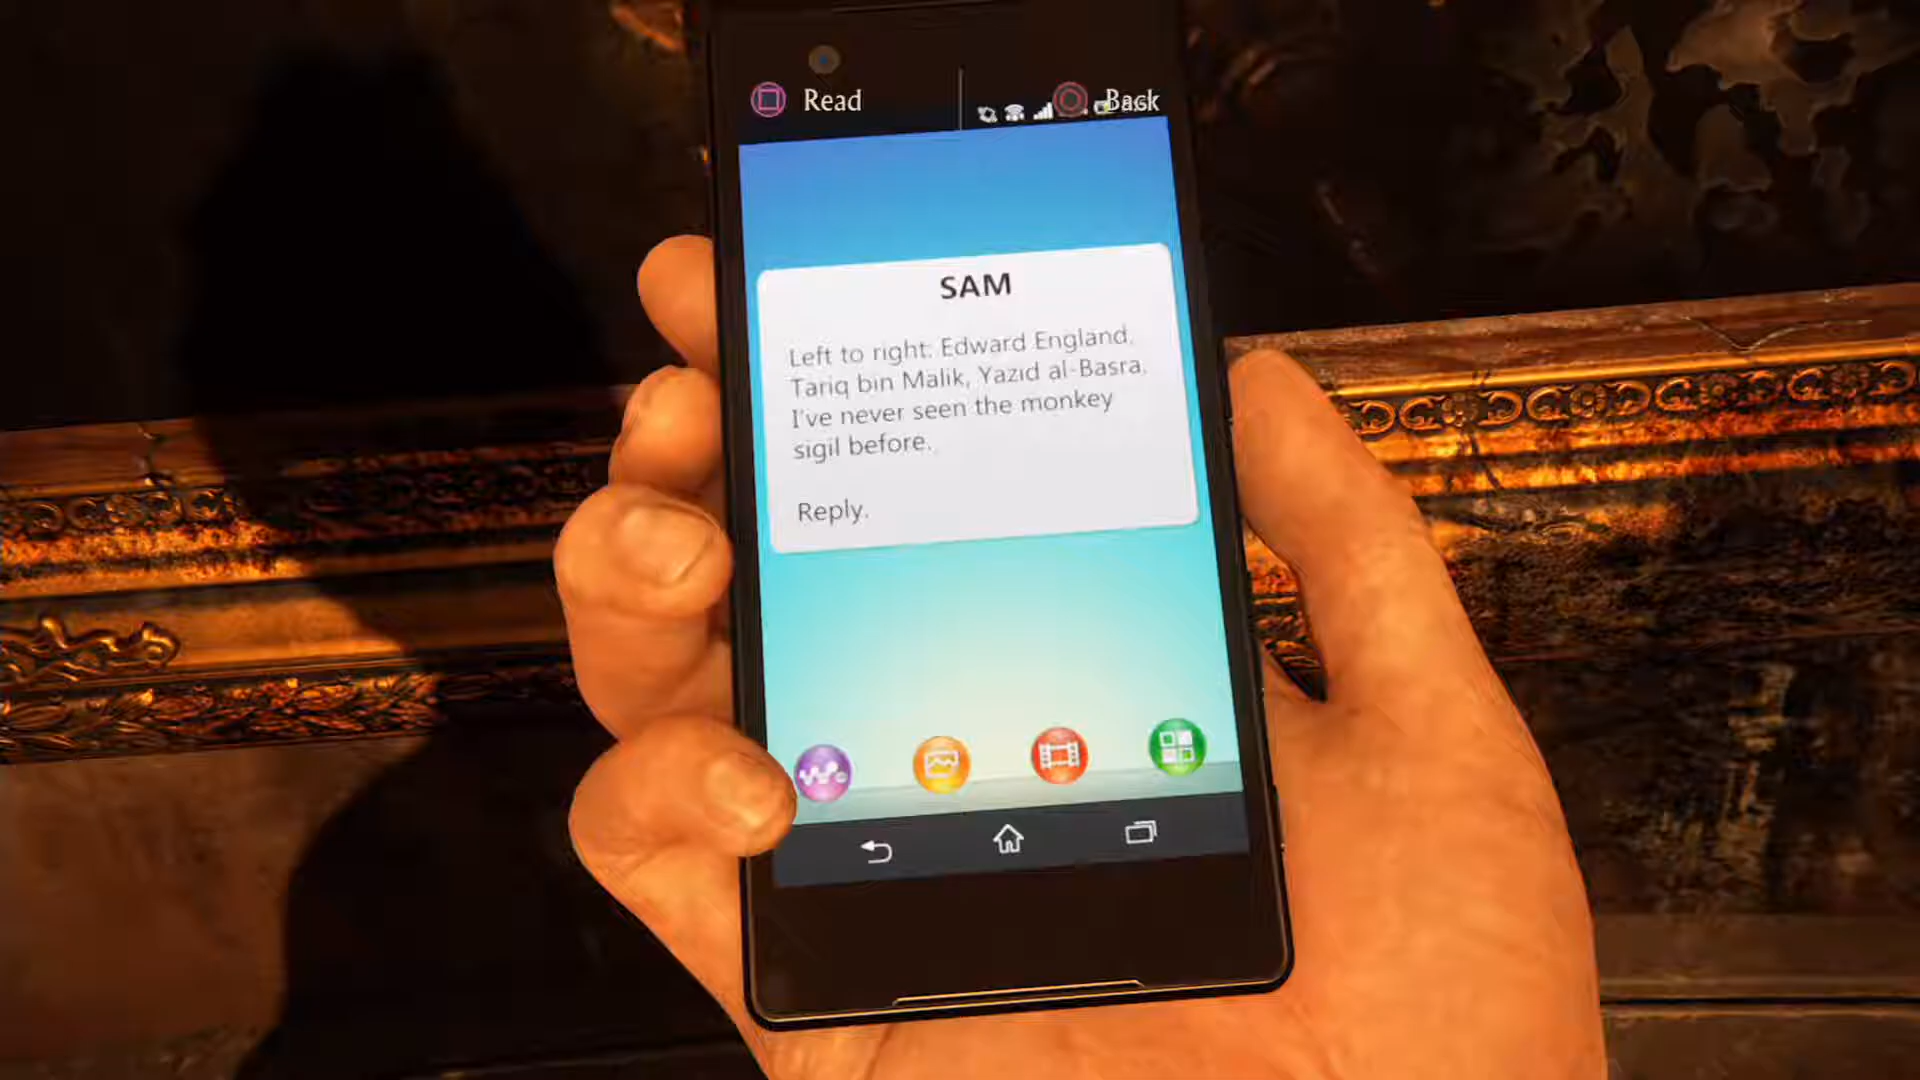 Read
Back
SAM
Left to right: Edward England,
Tariq bin Malik, Yazid al-Basra.
I've never seen the monkey
sigil before.
Reply.